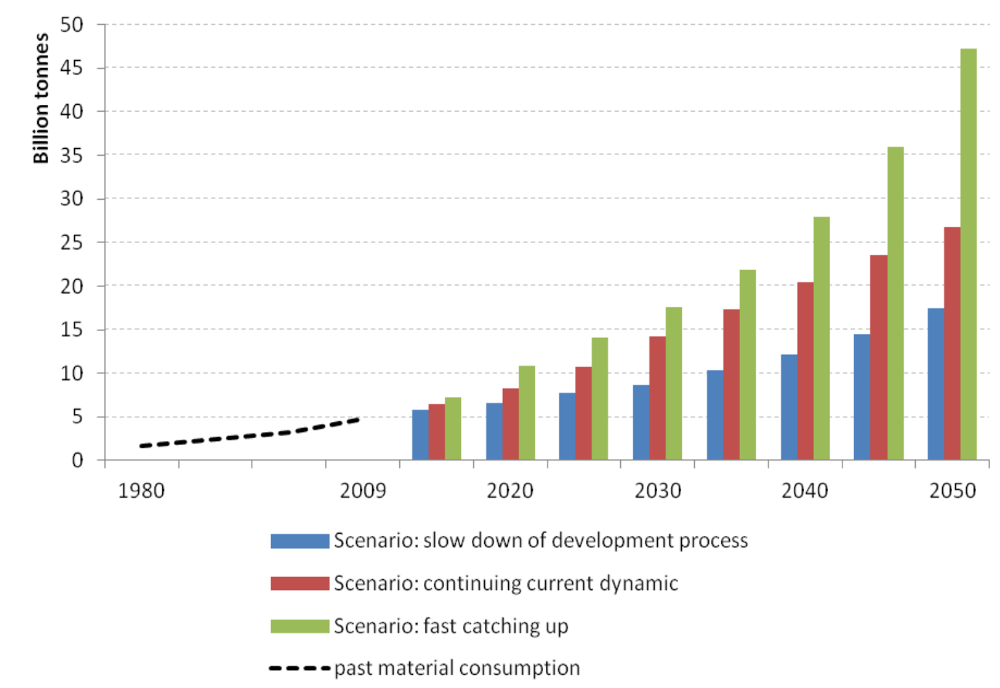 Billion tonnes
50
45
40
35
30
25
20
15
10
5
0
1980 2009 2020 2030 2040 2050
Scenario: slow down of development process
Scenario: continuing current dynamic
Scenario: fast catching up
past material consumption